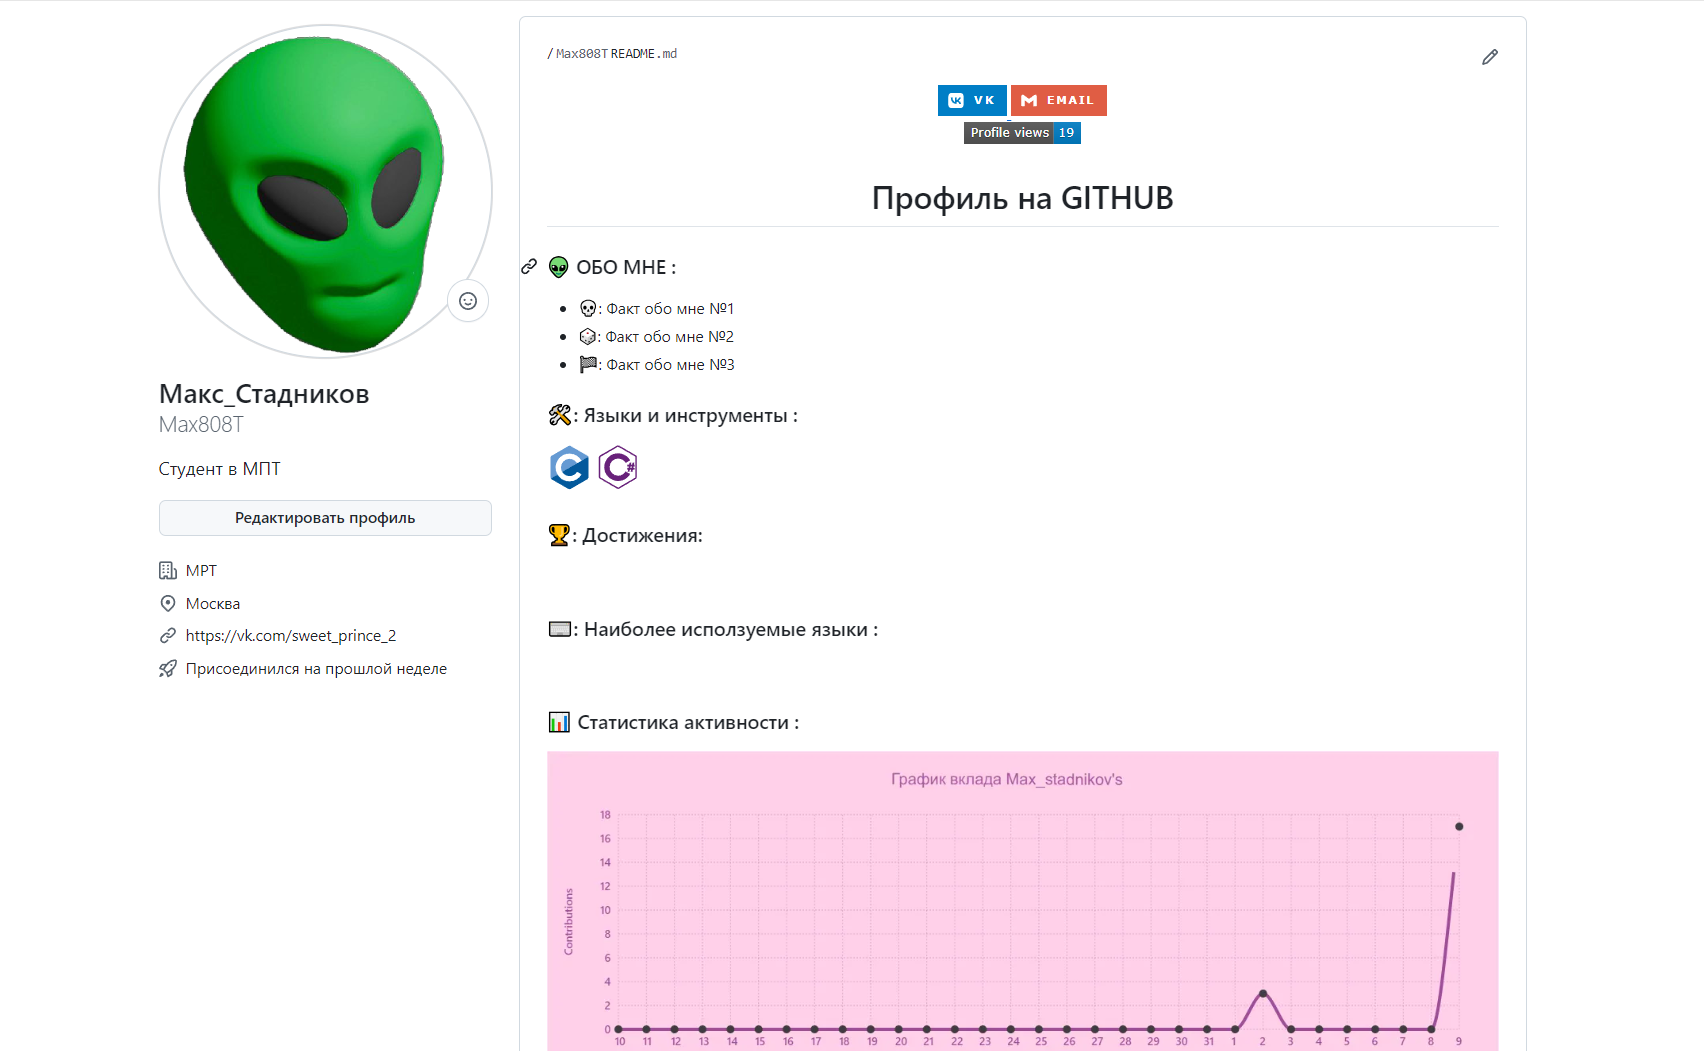 Макс_Стадников
Max808T
Студент в МПТ
Редактировать профиль
МРТ
Москва
https://vk.com/sweet_prince_2
Присоединился на прошлой неделе
/Max808T README.md
VK EMAIL
Profile views 19
Профиль на GITHUB
ОБО МНЕ :
: Факт обо мне №1
: Факт обо мне №2
: Факт обо мне №3
: Языки и инструменты :
C C#
: Достижения:
: Наиболее исползуемые языки :
Статистика активности :
График вклада Max_stadnikov's
Contributions
18
16
14
12
10
8
6
4
2
0
10 11 12 13 14 15 16 17 18 19 20 21 22 23 24 25 26 27 28 29 30 31 1 2 3 4 5 6 7 8 9